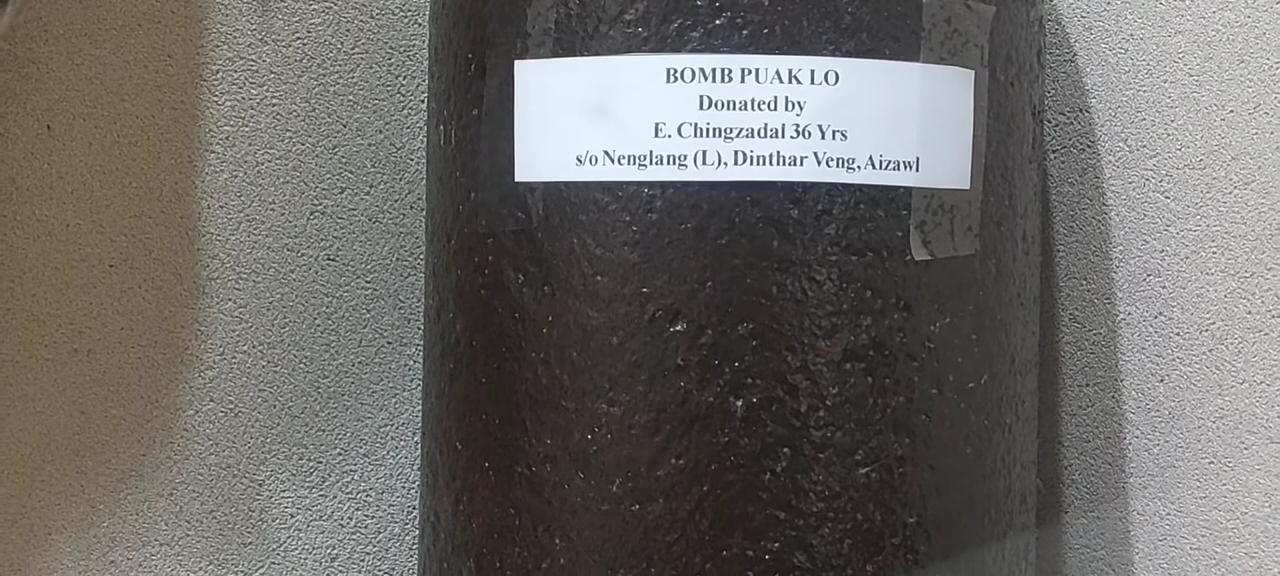 BOMB PUAK LO
Donated by
E. Chingzadal 36 Yrs
s/o Nenglang (L), Dinthar Veng, Aizawl